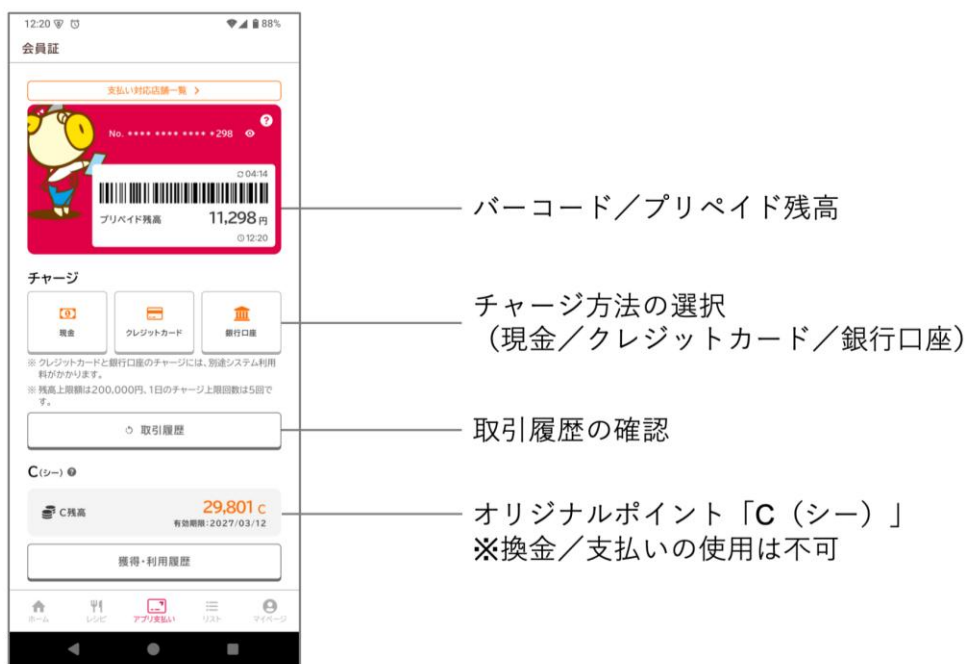 12:20 88%
会員証
支払い対応店舗一覧 >
No. **** **** **** *298
?
04:14
プリペイド残高 11,298 円
12:20
チャージ
現金 クレジットカード 銀行口座
※ クレジットカードと銀行口座のチャージには、別途システム利用
料がかかります。
※ 残高上限額は200,000円、1日のチャージ上限回数は5回で
す。
取引履歴
C(シー) ?
C残高 29,801 C
有効期限:2027/03/12
獲得・利用履歴
ホーム レシピ アプリ支払い リスト マイページ
バーコード／プリペイド残高
チャージ方法の選択
（現金／クレジットカード／銀行口座）
取引履歴の確認
オリジナルポイント「C（シー）」
※換金／支払いの使用は不可